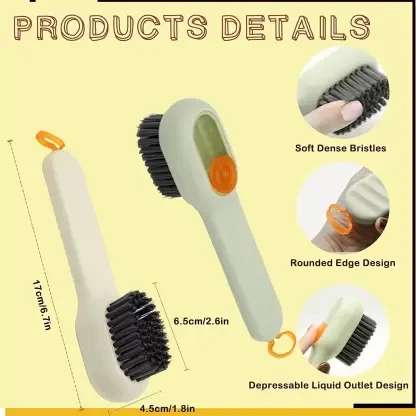 PRODUCTS DETAILS
Soft Dense Bristles
Rounded Edge Design
17cm/6.7in
6.5cm/2.6in
Depressable Liquid Outlet Design
4.5cm/1.8in